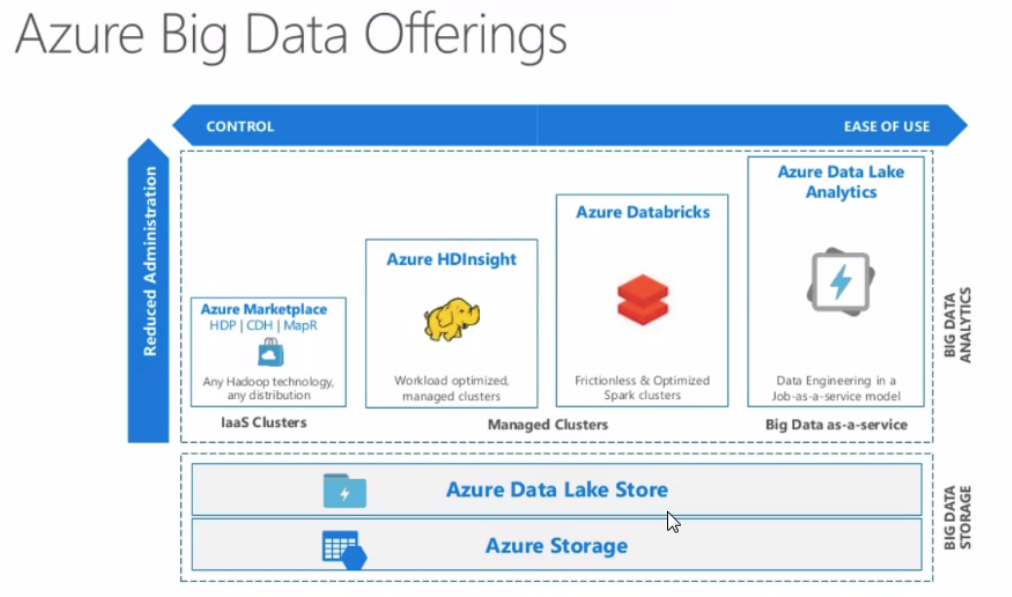 Azure Big Data Offerings
CONTROL
EASE OF USE
Reduced Administration
Azure Marketplace
HDP | CDH | MapR
Any Hadoop technology,
any distribution
IaaS Clusters
Azure HDInsight
Workload optimized,
managed clusters
Azure Databricks
Frictionless & Optimized
Spark clusters
Managed Clusters
Azure Data Lake
Analytics
Data Engineering in a
Job-as-a-service model
Big Data as-a-service
BIG DATA
ANALYTICS
Azure Data Lake Store
Azure Storage
BIG DATA
STORAGE